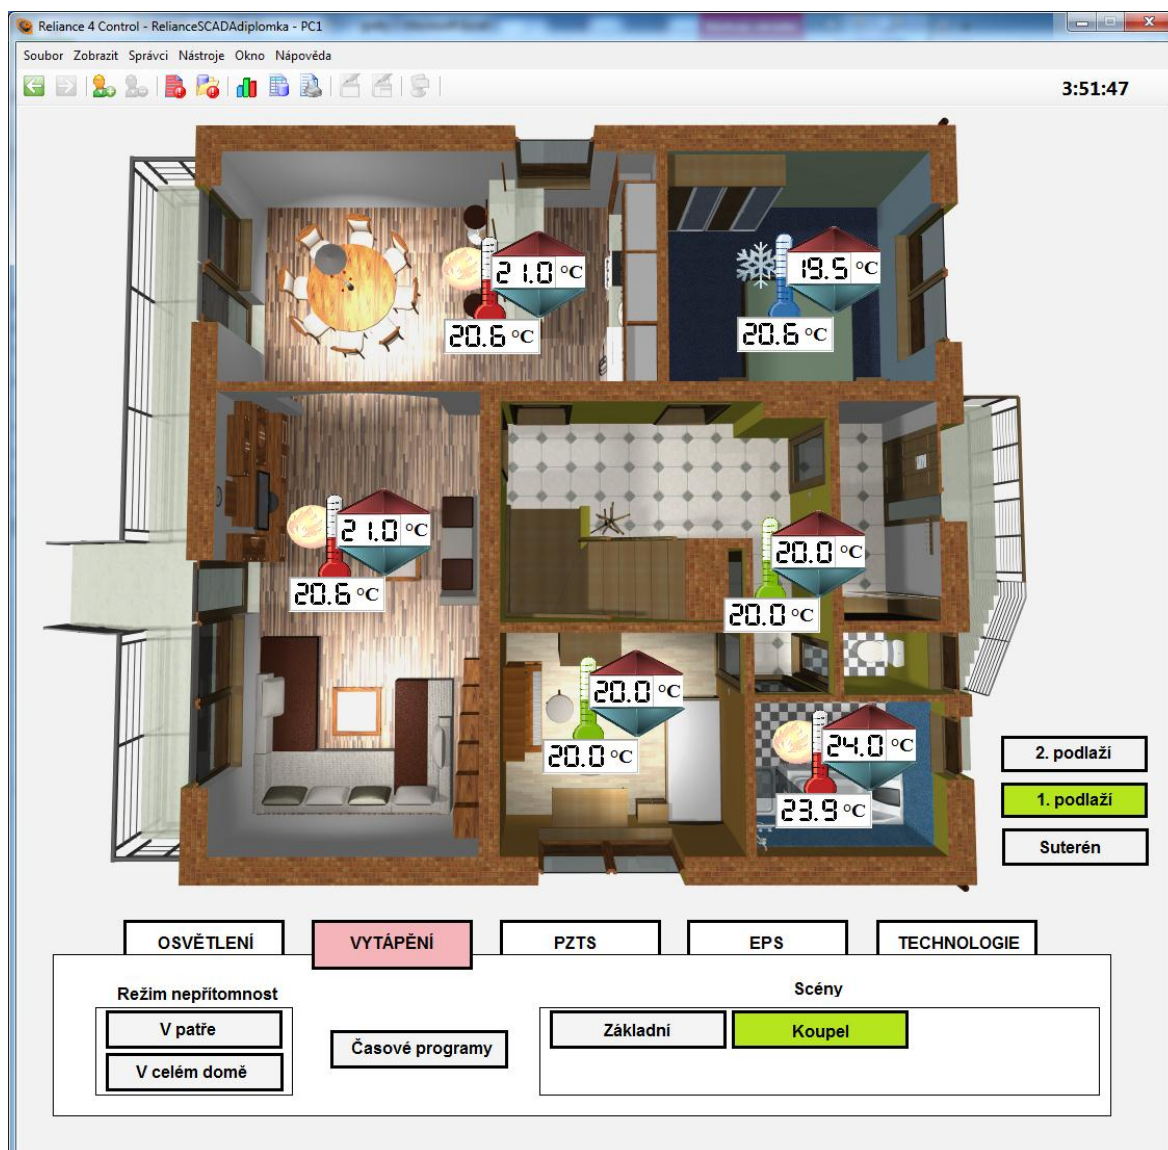 Reliance 4 Control - RelianceSCADAdiplomka - PC1
Soubor Zobrazit Správci Nástroje Okno Nápověda
3:51:47
21.0 °C
20.6 °C
19.5 °C
20.6 °C
21.0 °C
20.6 °C
20.0 °C
20.0 °C
20.0 °C
20.0 °C
24.0 °C
23.9 °C
2. podlaží
1. podlaží
Suterén
OSVĚTLENÍ VYTÁPĚNÍ PZTS EPS TECHNOLOGIE
Režim nepřítomnost
V patře
V celém domě
Časové programy
Scény
Základní Koupel